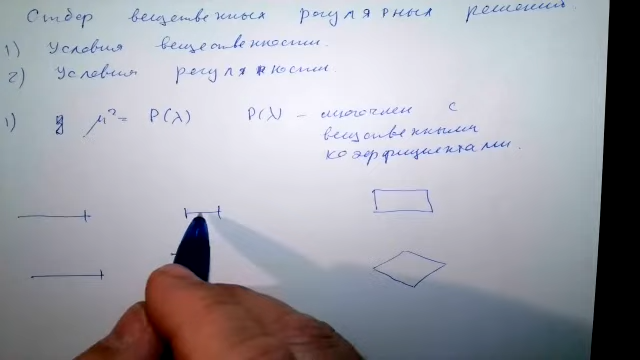 Отбор вещественных регулярных решений.
1) Условия вещественности.
2) Условия регулярности.
1) μ² = P(λ) P(λ) – многочлен с
вещественными
коэффициентами.